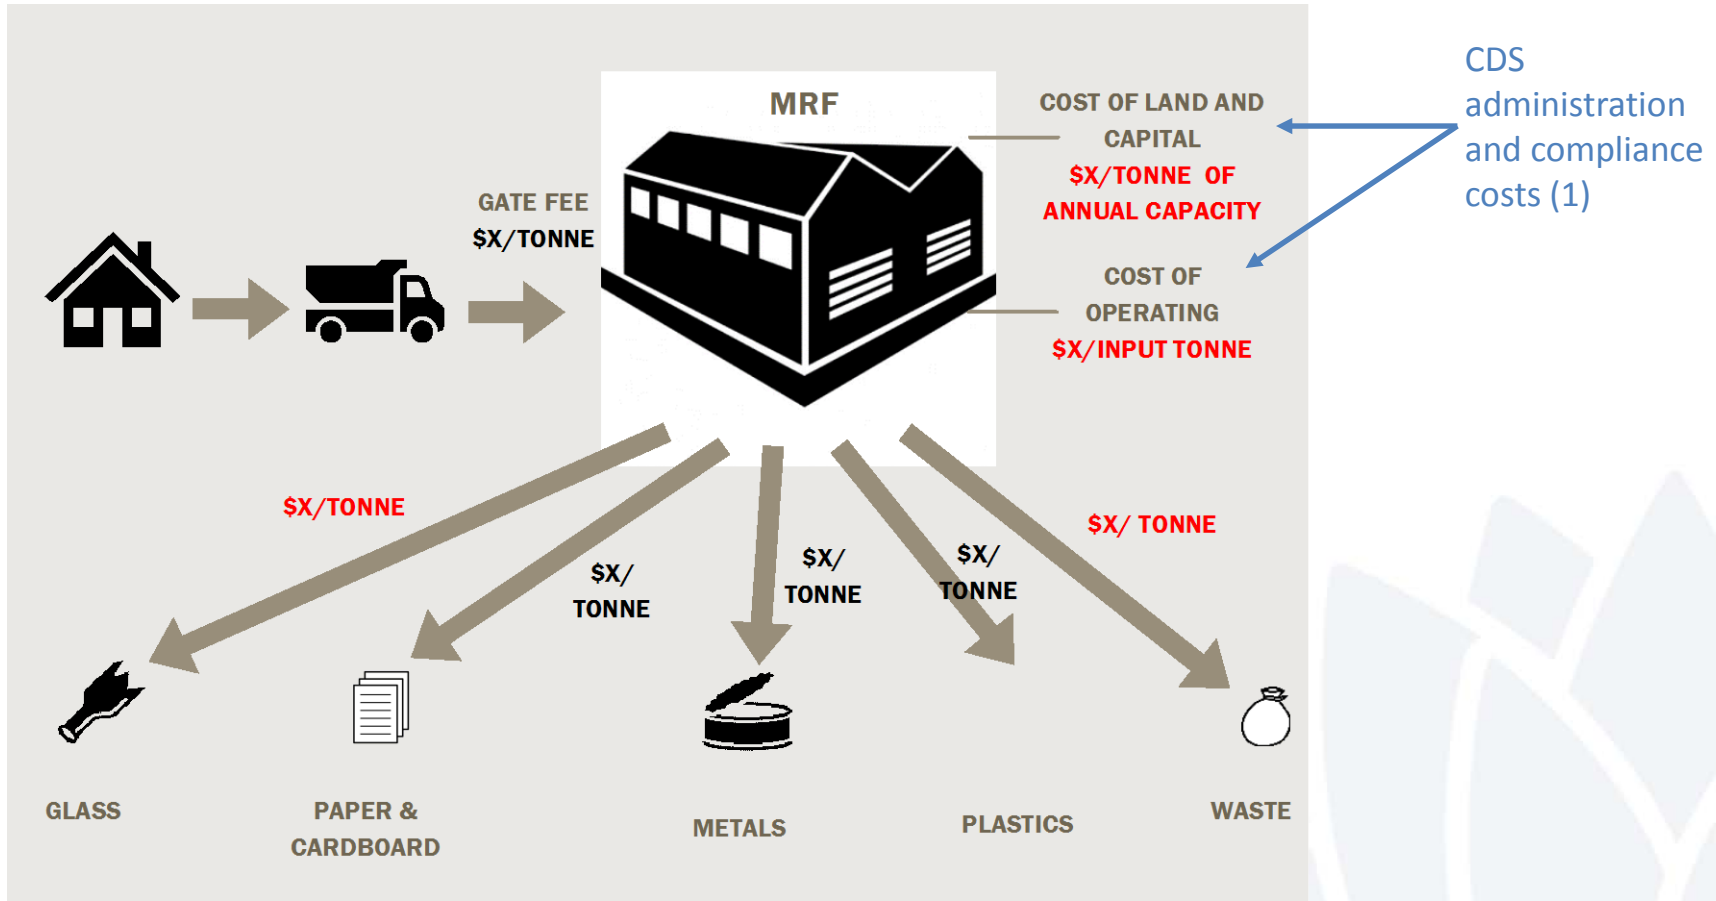 MRF
COST OF LAND AND
CAPITAL
$X/TONNE OF
ANNUAL CAPACITY
CDS
administration
and compliance
costs (1)
GATE FEE
$X/TONNE
COST OF
OPERATING
$X/INPUT TONNE
$X/TONNE
$X/
TONNE
$X/
TONNE
$X/
TONNE
$X/ TONNE
GLASS
PAPER &
CARDBOARD
METALS
PLASTICS
WASTE